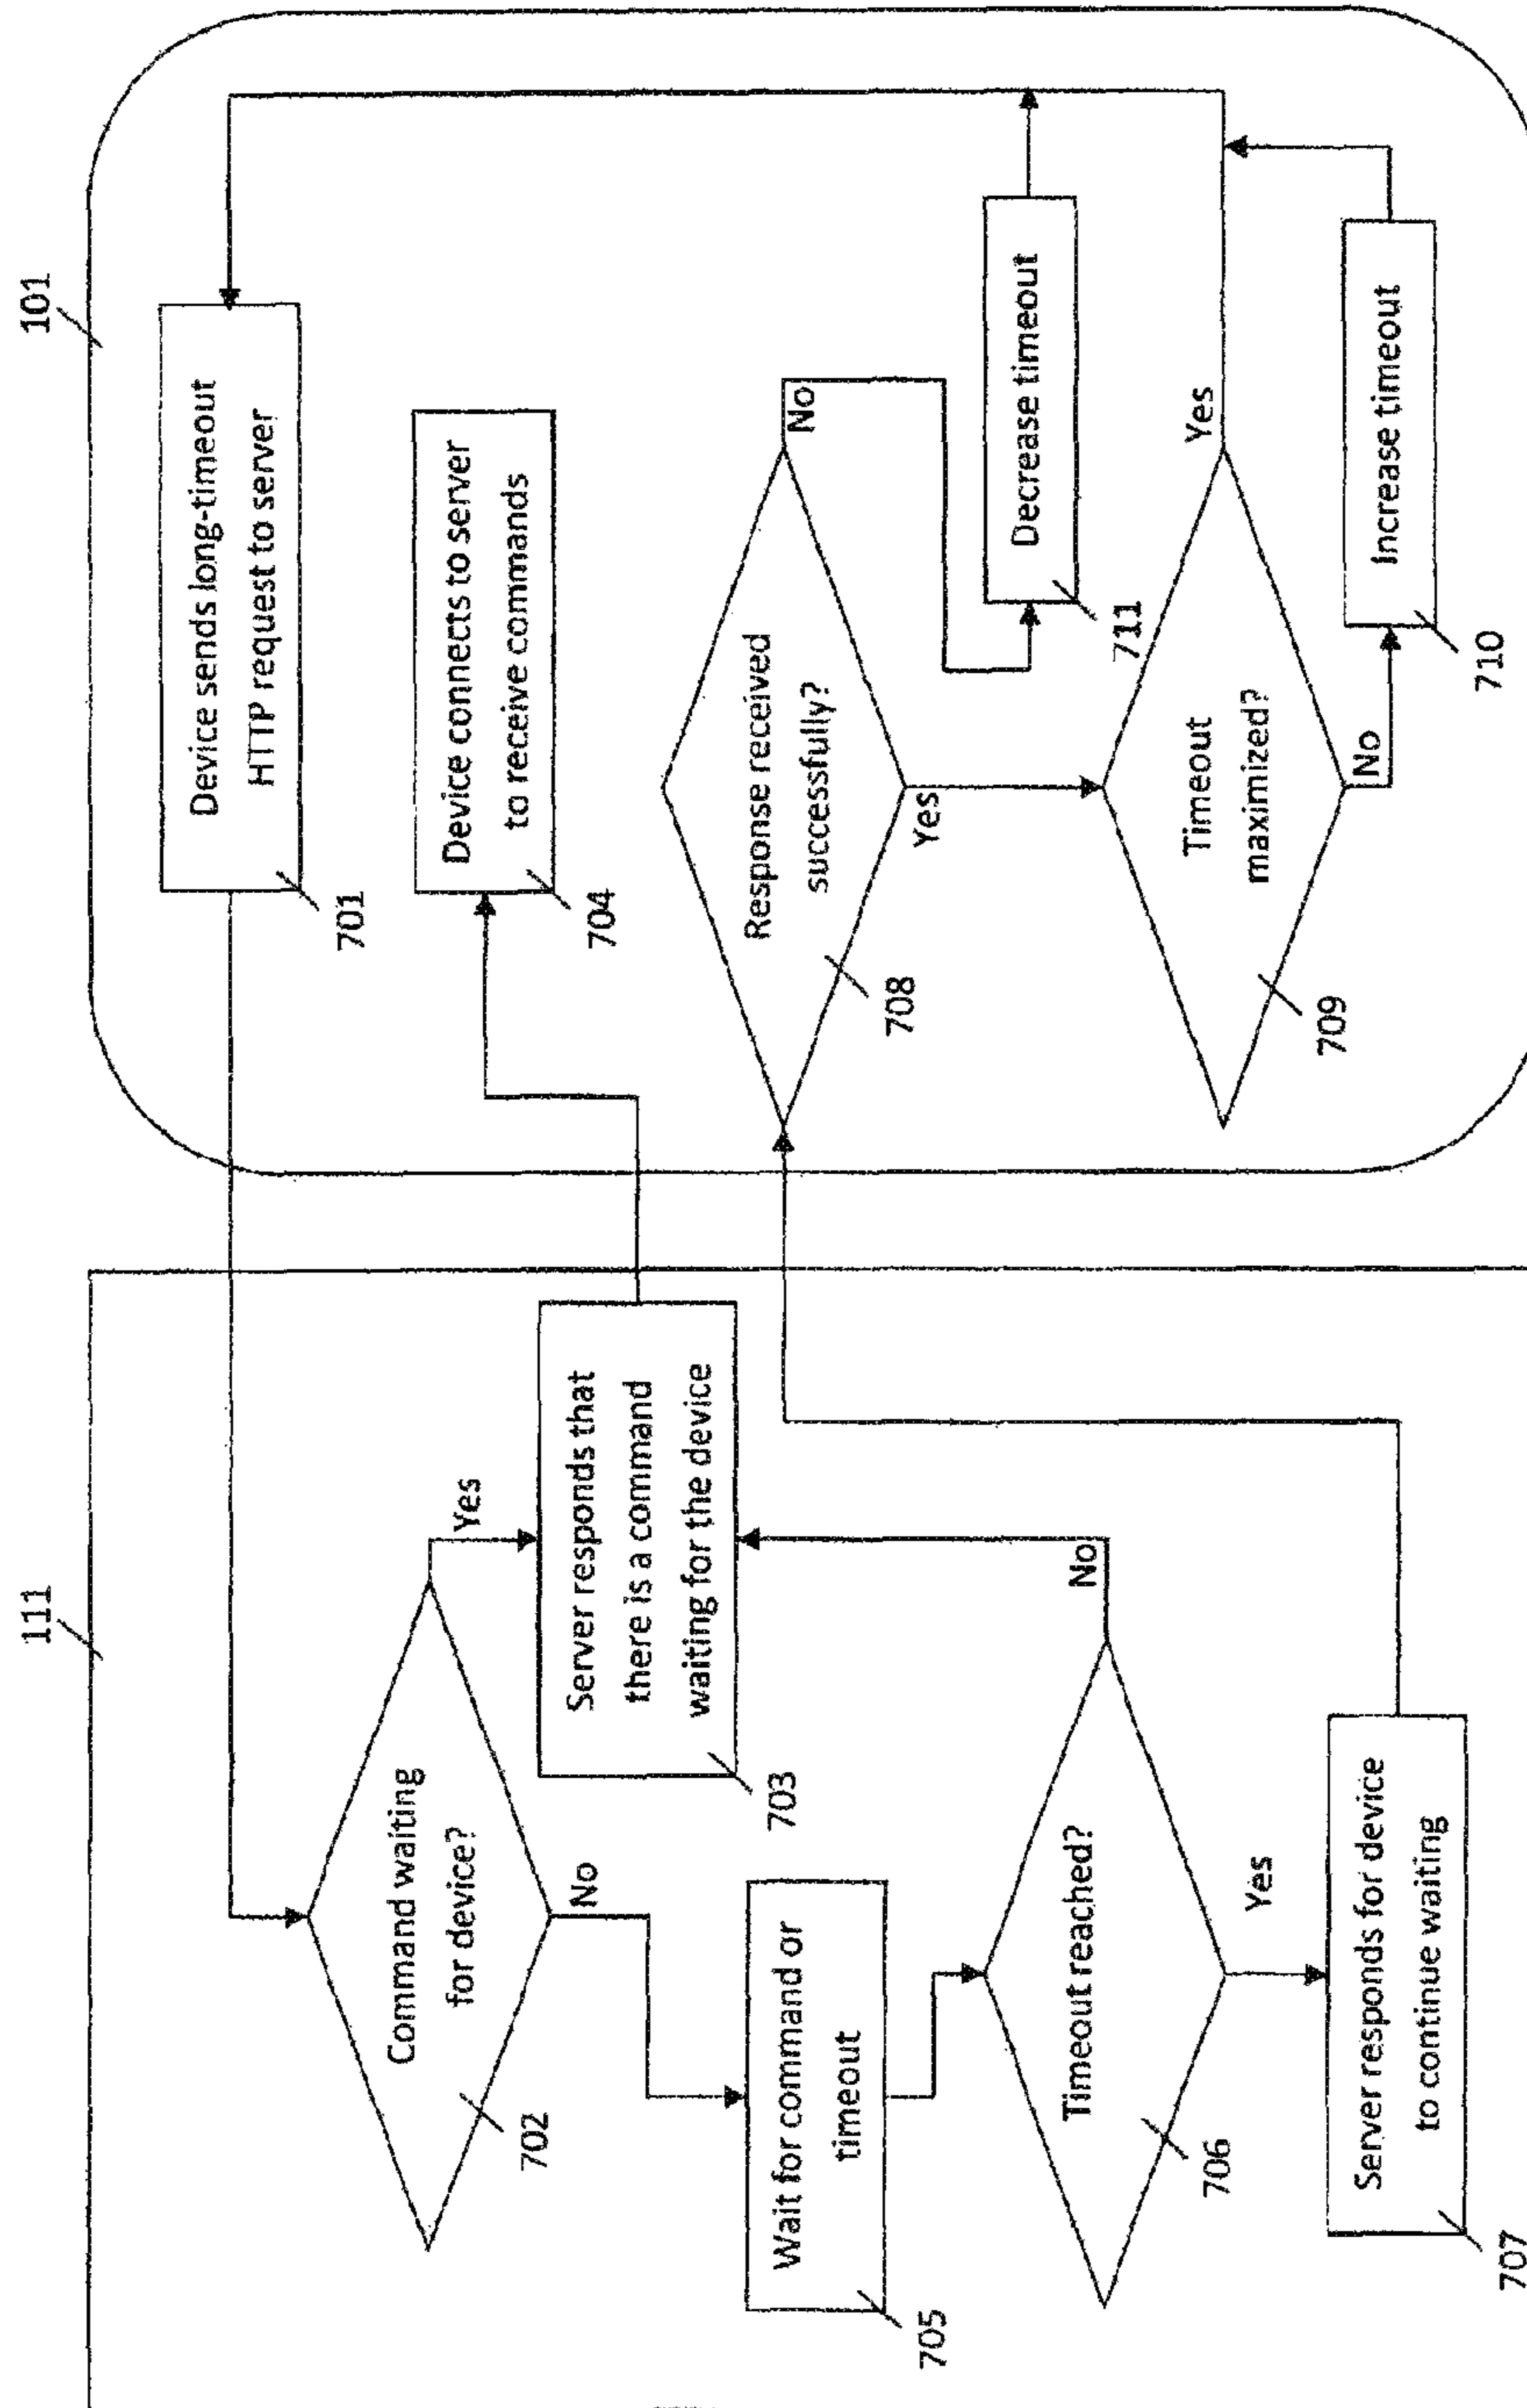 111
101
Device sends long-timeout
HTTP request to server
701
Command waiting
for device?
702
Yes
No
Server responds that
there is a command
waiting for the device
703
Device connects to server
to receive commands
704
Wait for command or
timeout
705
Response received
successfully?
708
No
Yes
Timeout reached?
706
No
Yes
Decrease timeout
711
Timeout
maximized?
709
Yes
No
Server responds for device
to continue waiting
707
Increase timeout
710